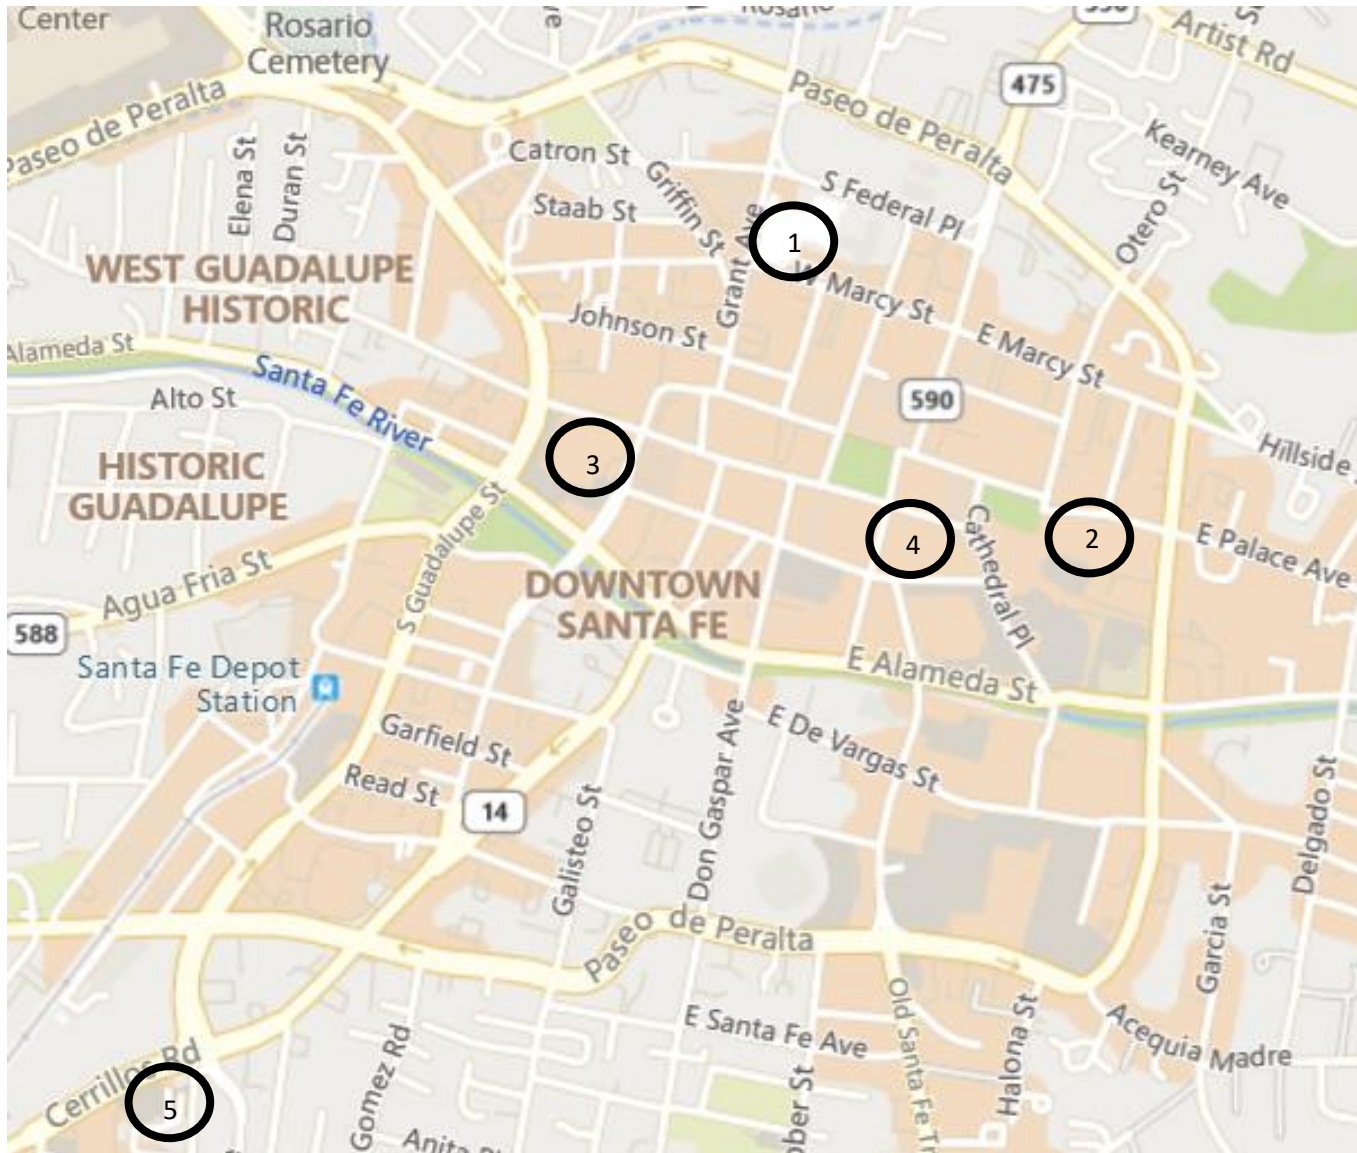 Center
Rosario
Cemetery
Rosario
Artist Rd
475
Paseo de Peralta
Paseo de Peralta
Kearney Ave
Elena St
Duran St
Catron St
Griffin St
Staab St
S Federal Pl
Otero St
Grant Ave
1
WEST GUADALUPE
HISTORIC
W Marcy St
Johnson St
E Marcy St
Alameda St
Santa Fe River
Alto St
590
Hillside
HISTORIC
GUADALUPE
3
S Guadalupe St
Cathedral Pl
4
2
E Palace Ave
Agua Fria St
DOWNTOWN
SANTA FE
588
Santa Fe Depot
Station
E Alameda St
Garfield St
Don Gaspar Ave
E De Vargas St
Read St
14
Galisteo St
Delgado St
Garcia St
Paseo de Peralta
Old Santa Fe Tr
E Santa Fe Ave
Halona St
Acequia Madre
Cerrillos Rd
Gomez Rd
5